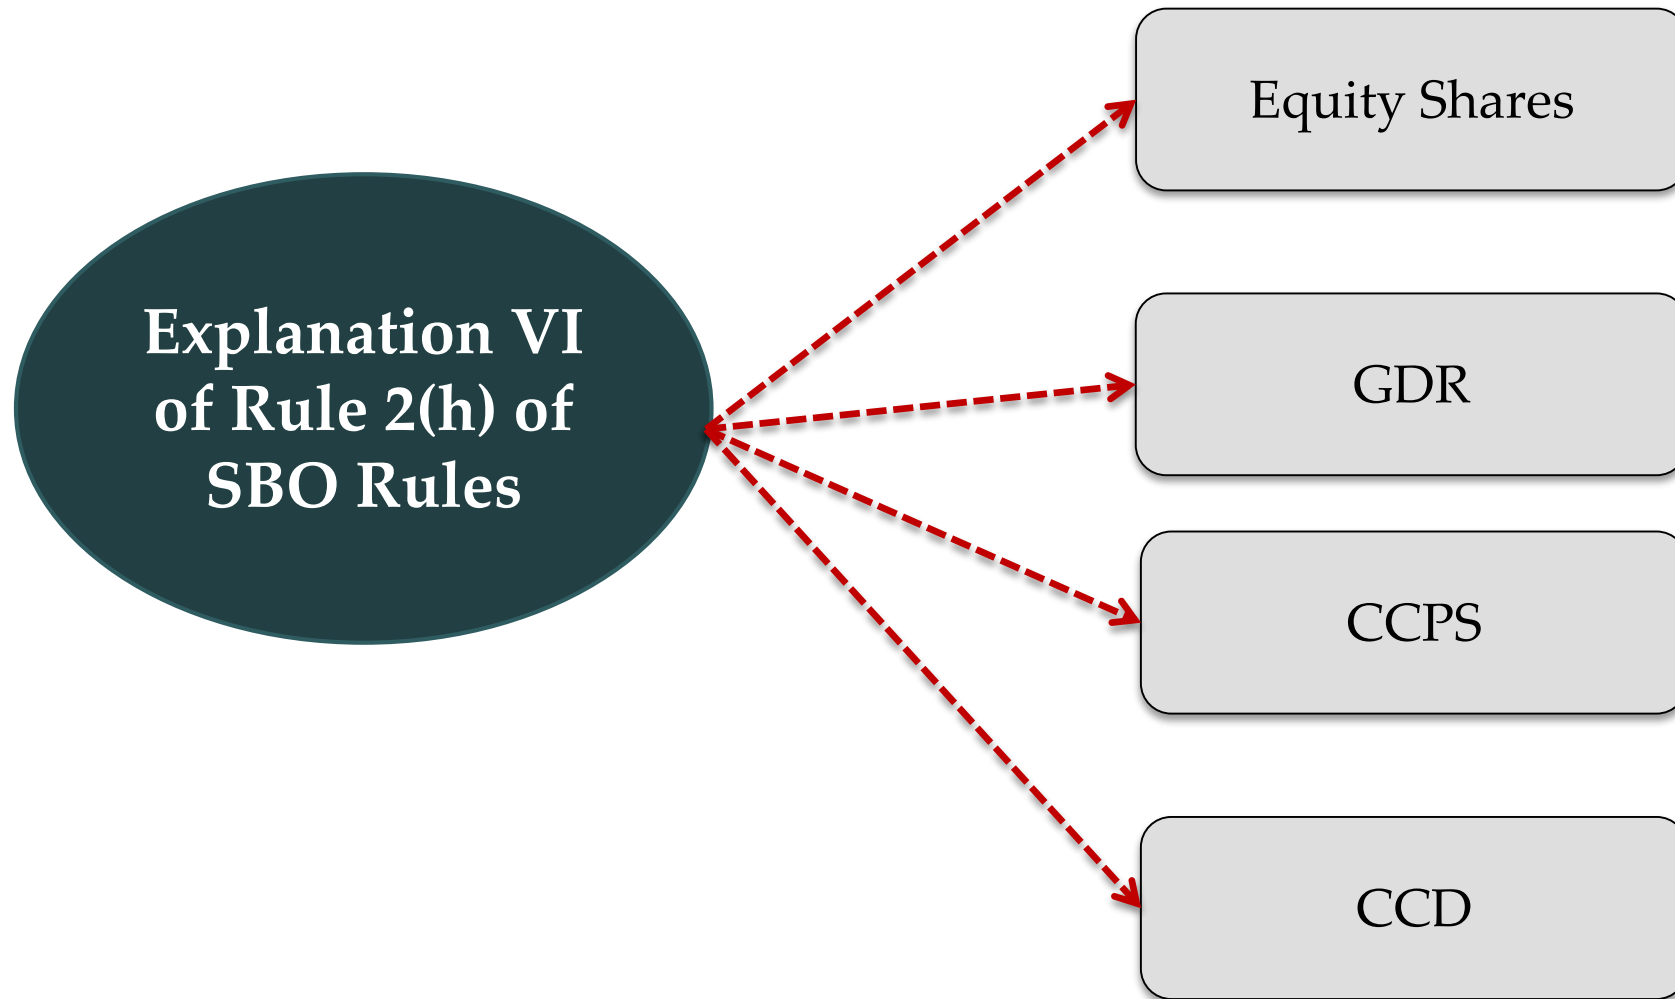 Explanation VI
of Rule 2(h) of
SBO Rules
Equity Shares
GDR
CCPS
CCD